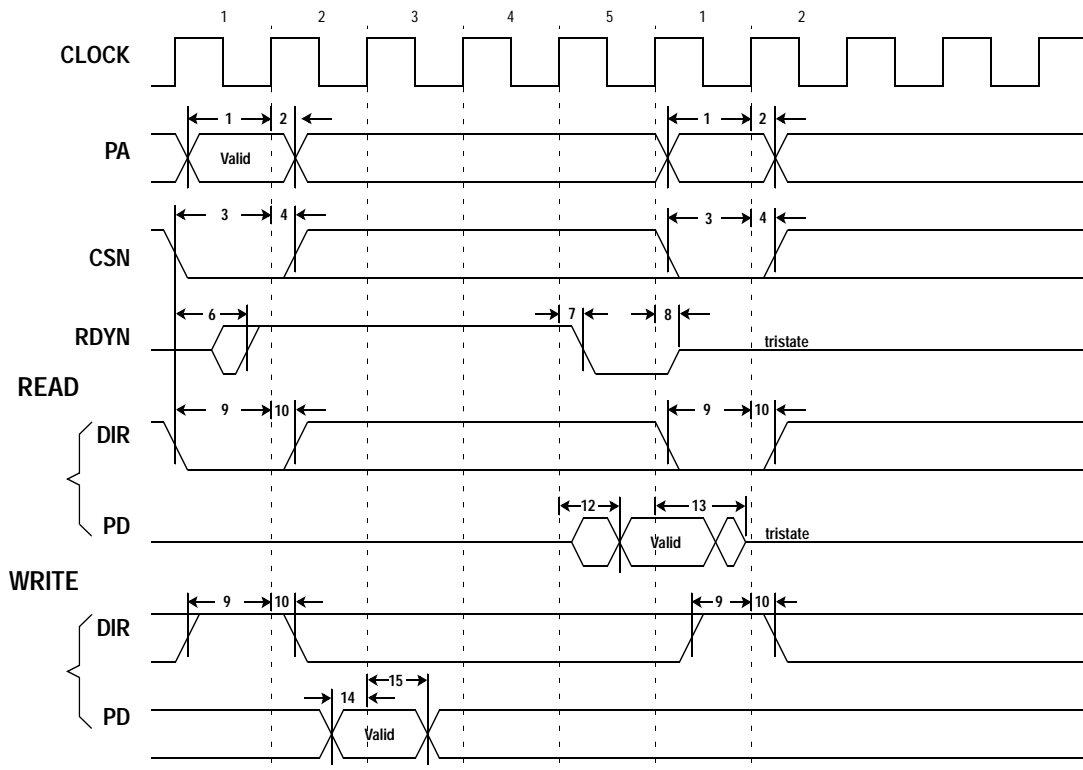 1 2 3 4 5 1 2
CLOCK
1 2 1 2
PA Valid
3 4 3 4
CSN
6 7 8
RDYN tristate
READ
9 10 9 10
DIR
12 13
PD Valid tristate
WRITE
9 10 9 10
DIR
15
14
PD Valid